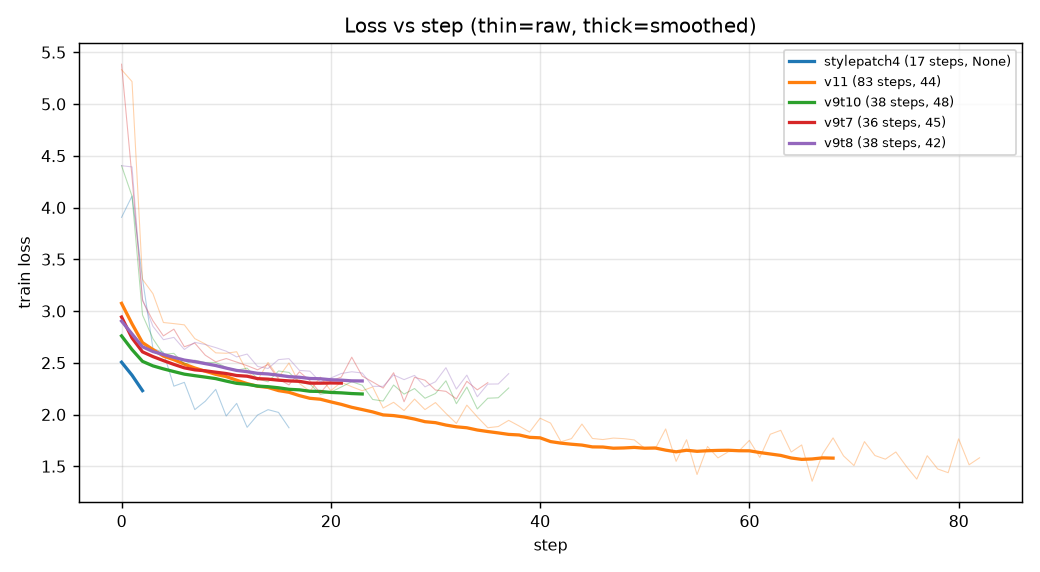 Loss vs step (thin=raw, thick=smoothed)
stylepatch4 (17 steps, None)
v11 (83 steps, 44)
v9t10 (38 steps, 48)
v9t7 (36 steps, 45)
v9t8 (38 steps, 42)
train loss
5.5
5.0
4.5
4.0
3.5
3.0
2.5
2.0
1.5
0 20 40 60 80
step